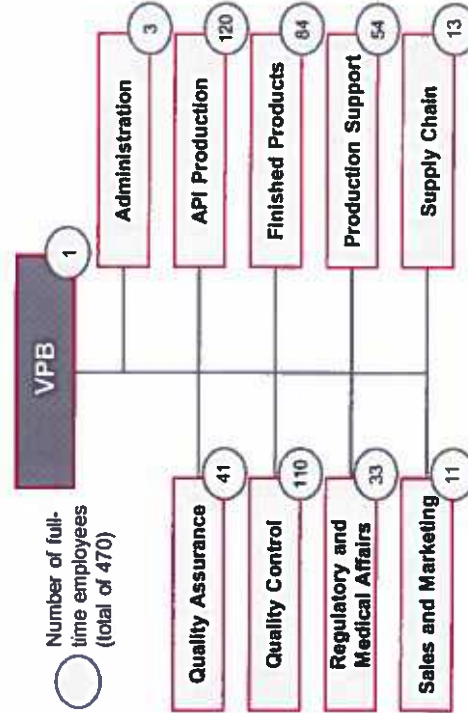 Number of full-
time employees
(total of 470)
VPB
1
Administration
3
Quality Assurance
41
API Production
120
Quality Control
110
Finished Products
84
Regulatory and
Medical Affairs
33
Production Support
54
Sales and Marketing
11
Supply Chain
13